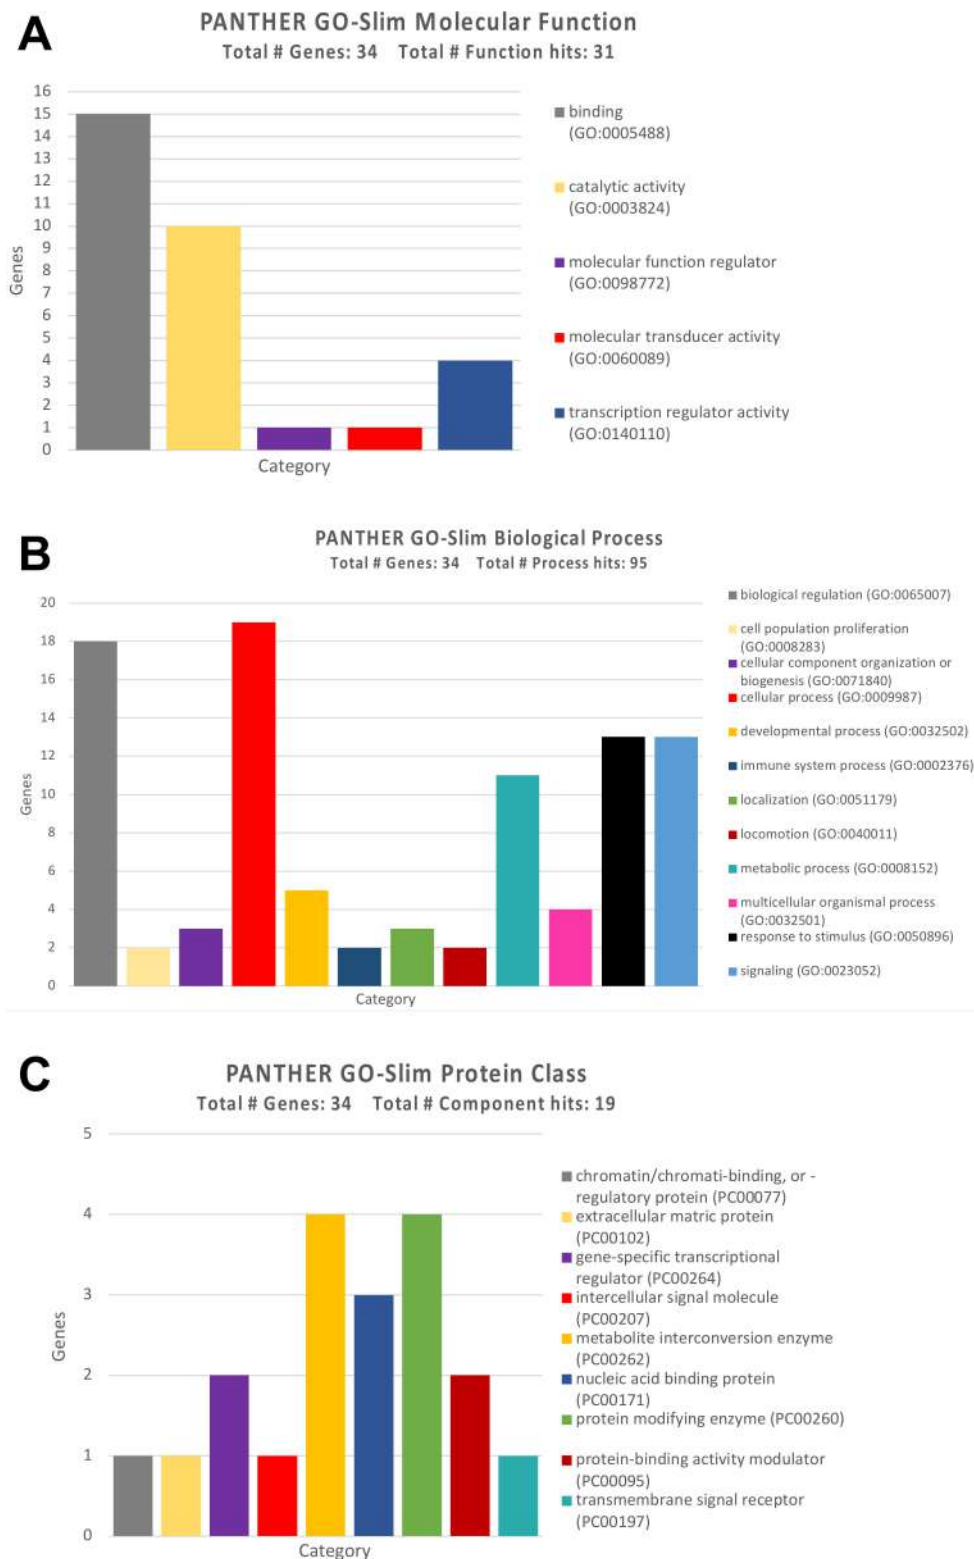 A
PANTHER GO-Slim Molecular Function
Total # Genes: 34 Total # Function hits: 31
16
15
14
13
12
11
10
9
8
7
6
5
4
3
2
1
0
Genes
Category
binding
(GO:0005488)
catalytic activity
(GO:0003824)
molecular function regulator
(GO:0098772)
molecular transducer activity
(GO:0060089)
transcription regulator activity
(GO:0140110)
B
PANTHER GO-Slim Biological Process
Total # Genes: 34 Total # Process hits: 95
20
18
16
14
12
10
8
6
4
2
0
Genes
Category
biological regulation (GO:0065007)
cell population proliferation
(GO:0008283)
cellular component organization or
biogenesis (GO:0071840)
cellular process (GO:0009987)
developmental process (GO:0032502)
immune system process (GO:0002376)
localization (GO:0051179)
locomotion (GO:0040011)
metabolic process (GO:0008152)
multicellular organismal process
(GO:0032501)
response to stimulus (GO:0050896)
signaling (GO:0023052)
C
PANTHER GO-Slim Protein Class
Total # Genes: 34 Total # Component hits: 19
5
4
3
2
1
0
Genes
Category
chromatin/chromati-binding, or -
regulatory protein (PC00077)
extracellular matric protein
(PC00102)
gene-specific transcriptional
regulator (PC00264)
intercellular signal molecule
(PC00207)
metabolite interconversion enzyme
(PC00262)
nucleic acid binding protein
(PC00171)
protein modifying enzyme (PC00260)
protein-binding activity modulator
(PC00095)
transmembrane signal receptor
(PC00197)